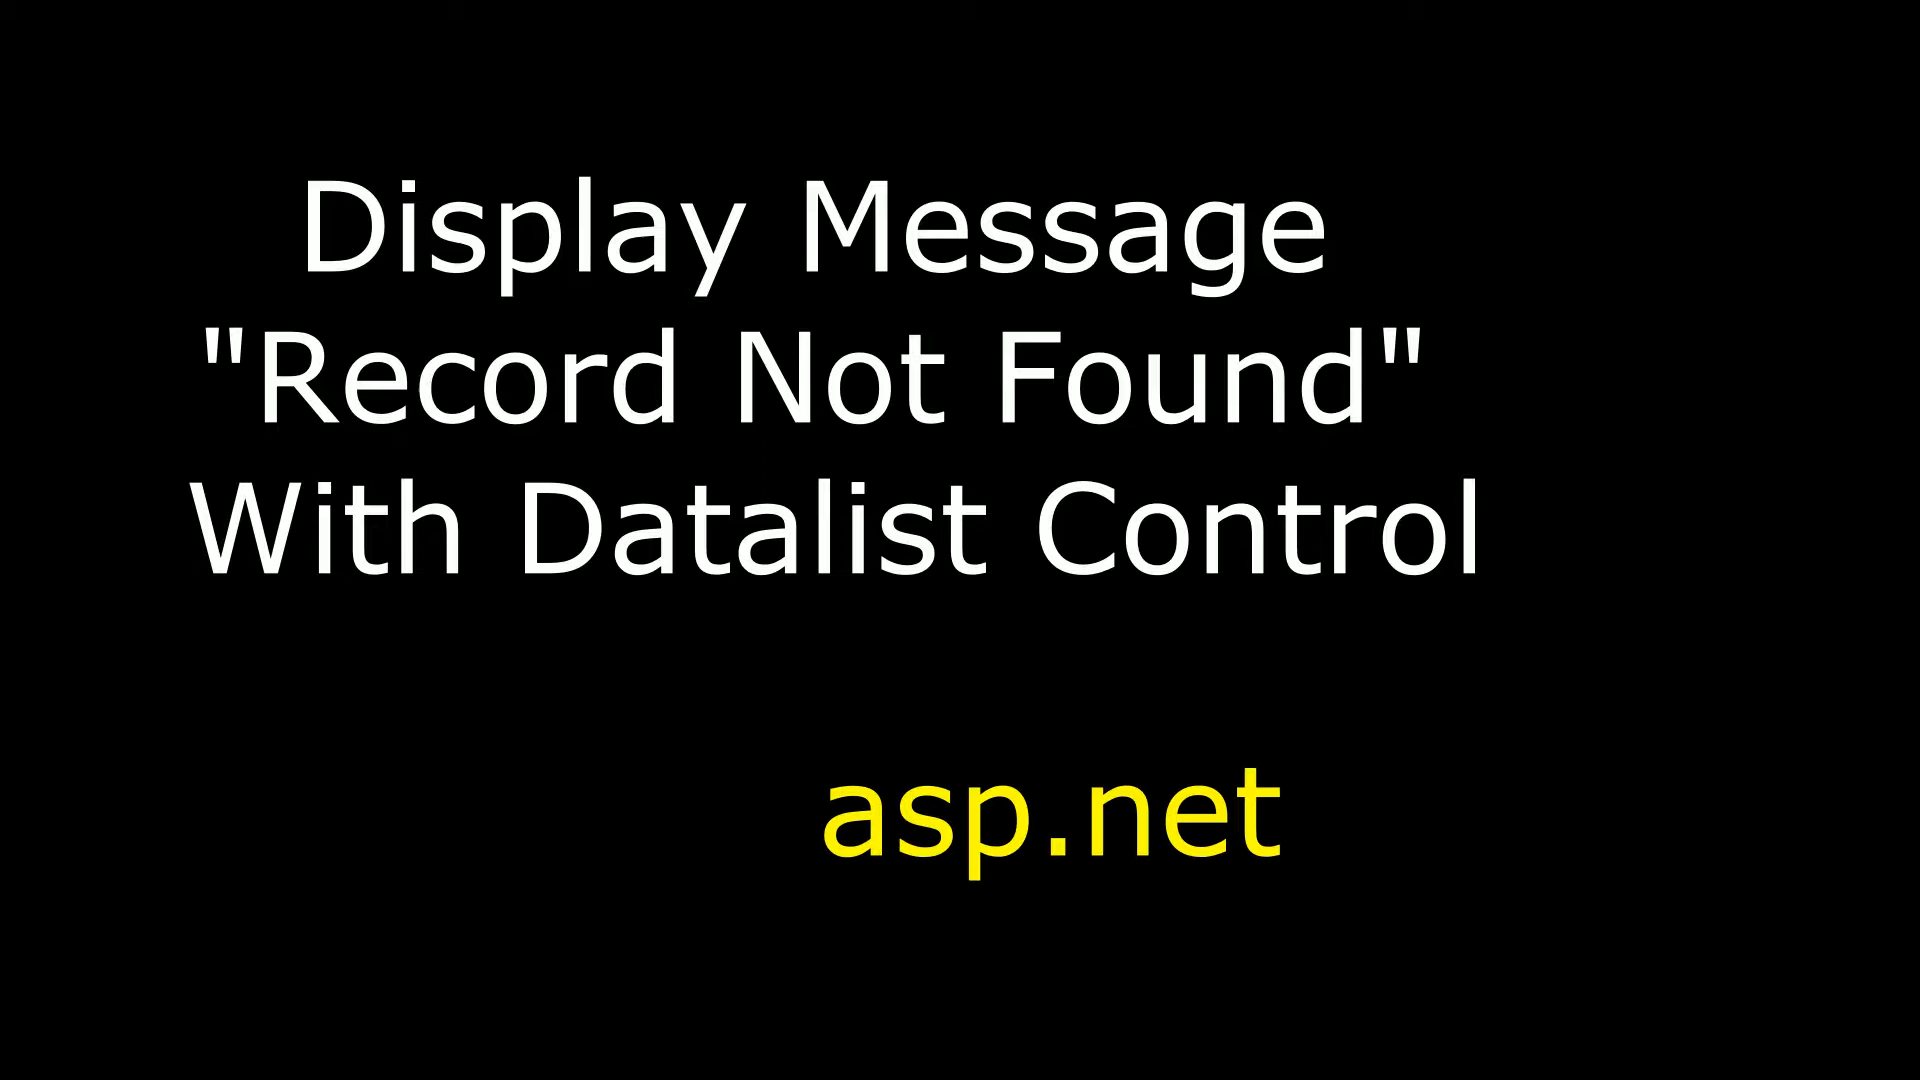 Display Message
"Record Not Found"
With Datalist Control
asp.net